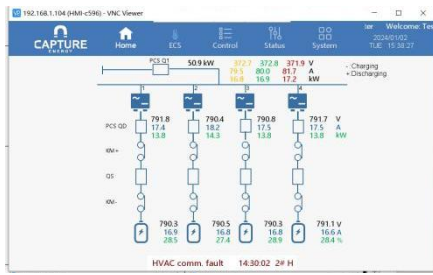 192.168.1.104 (HMI-c596) - VNC Viewer
CAPTURE
ENERGY
Home
ECS
Control
Status
System
ler Welcome: Tes
2024/01/02
TUE 15:30:27
PCS Q1 50.9 kW 372.7 372.8 371.9 V
79.5 80.0 81.7 A
16.8 16.9 17.2 kW
- Charging
+ Discharging
1 2 3 4
PCS QD
791.8 790.4 790.8 791.7 V
17.4 18.2 17.5 17.5 A
13.8 14.3 13.8 13.8 kW
KM+
QS
KM-
790.3 790.5 790.3 791.1 V
16.9 16.8 16.8 16.6 A
28.5 27.4 28.9 28.4 %
HVAC comm. fault 14:30:02 2# H